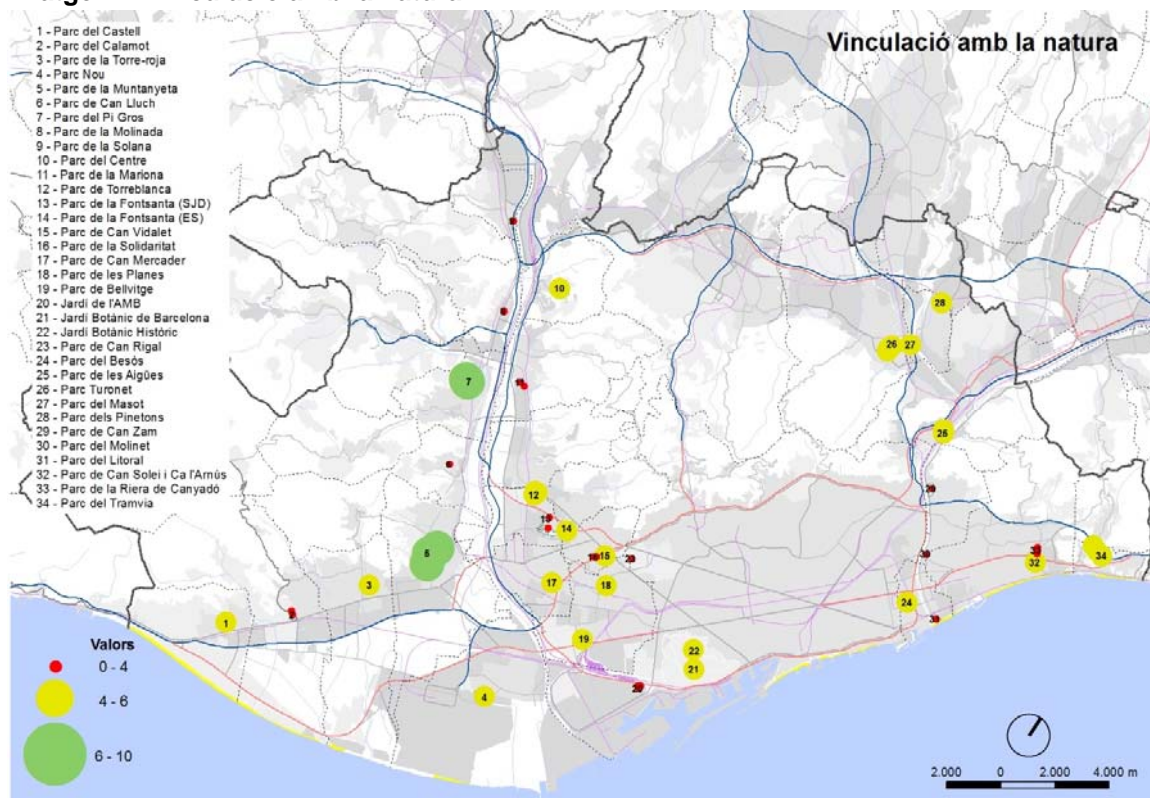 Vinculació amb la natura
1 - Parc del Castell
2 - Parc del Calamot
3 - Parc de la Torre-roja
4 - Parc Nou
5 - Parc de la Muntanyeta
6 - Parc de Can Lluch
7 - Parc del Pi Gros
8 - Parc de la Molinada
9 - Parc de la Solana
10 - Parc del Centre
11 - Parc de la Mariona
12 - Parc de Torreblanca
13 - Parc de la Fontsanta (SJD)
14 - Parc de la Fontsanta (ES)
15 - Parc de Can Vidalet
16 - Parc de la Solidaritat
17 - Parc de Can Mercader
18 - Parc de les Planes
19 - Parc de Bellvitge
20 - Jardí de l'AMB
21 - Jardí Botànic de Barcelona
22 - Jardí Botànic Històric
23 - Parc de Can Rigal
24 - Parc del Besòs
25 - Parc de les Aigües
26 - Parc Turonet
27 - Parc del Masot
28 - Parc dels Pinetons
29 - Parc de Can Zam
30 - Parc del Molinet
31 - Parc del Litoral
32 - Parc de Can Solei i Ca l'Arnús
33 - Parc de la Riera de Canyadó
34 - Parc del Tramvia
10
28
26
27
7
25
12
14
5
15
34
32
3
17
18
24
1
19
22
21
4
Valors
0 - 4
4 - 6
6 - 10
2.000 0 2.000 4.000 m